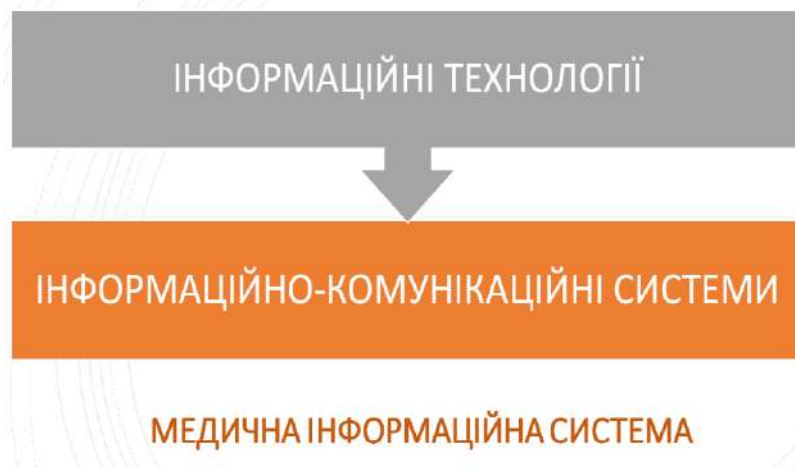 ІНФОРМАЦІЙНІ ТЕХНОЛОГІЇ
ІНФОРМАЦІЙНО-КОМУНІКАЦІЙНІ СИСТЕМИ
МЕДИЧНА ІНФОРМАЦІЙНА СИСТЕМА